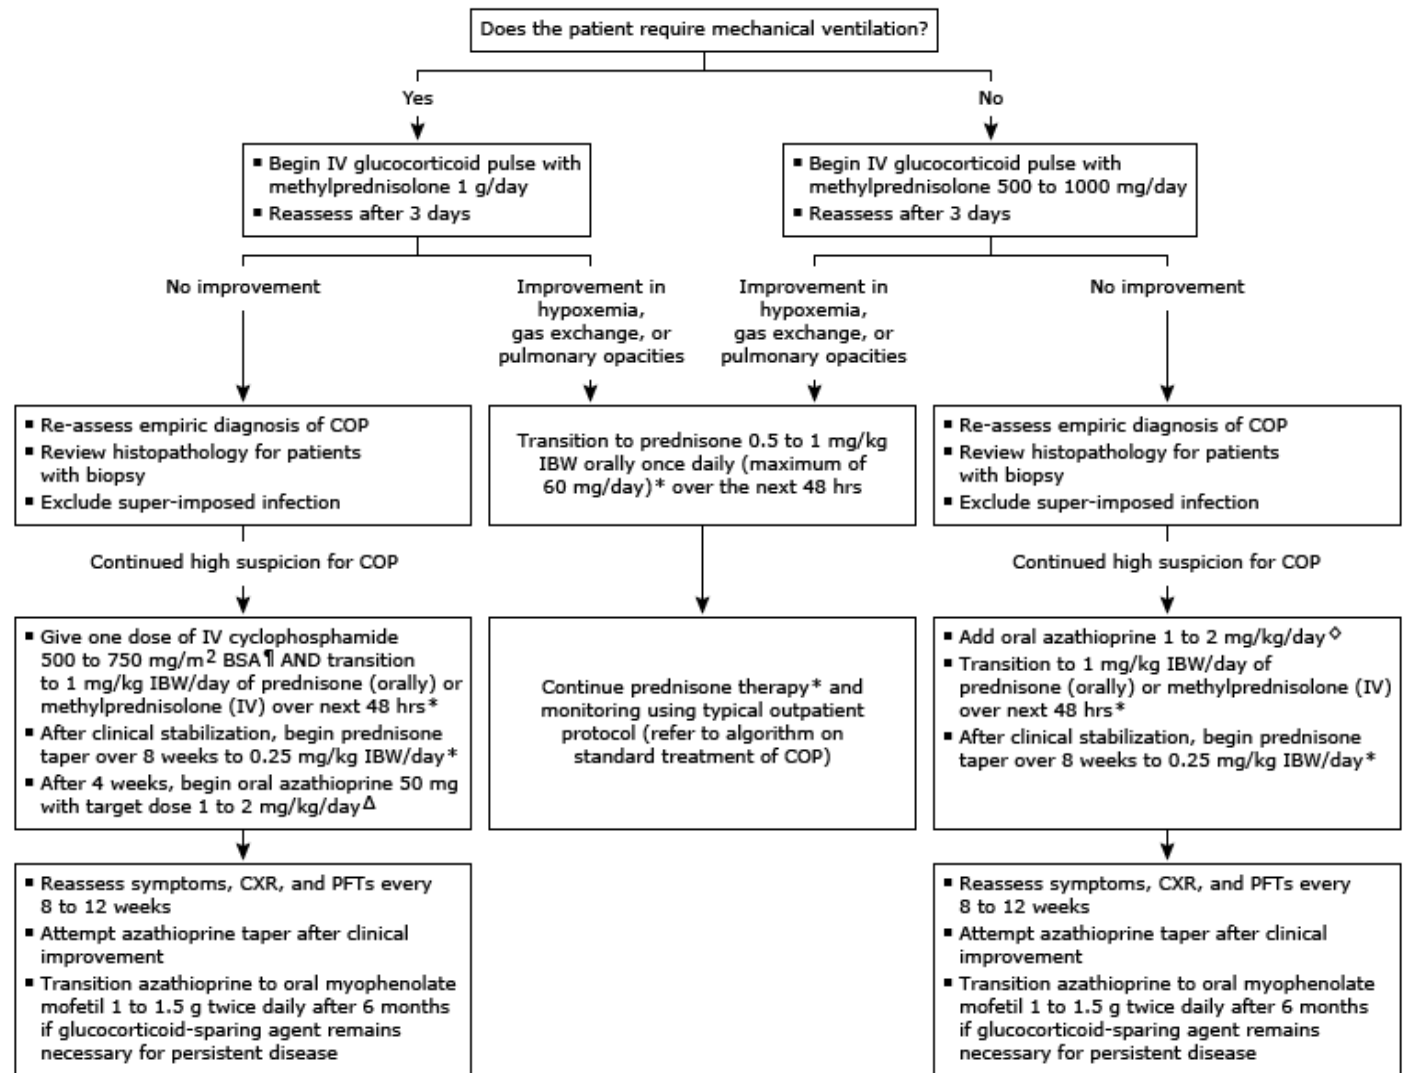 Does the patient require mechanical ventilation?
Yes
No
▪ Begin IV glucocorticoid pulse with
methylprednisolone 1 g/day
▪ Reassess after 3 days
▪ Begin IV glucocorticoid pulse with
methylprednisolone 500 to 1000 mg/day
▪ Reassess after 3 days
No improvement
Improvement in
hypoxemia,
gas exchange, or
pulmonary opacities
Improvement in
hypoxemia,
gas exchange, or
pulmonary opacities
No improvement
▪ Re-assess empiric diagnosis of COP
▪ Review histopathology for patients
with biopsy
▪ Exclude super-imposed infection
Transition to prednisone 0.5 to 1 mg/kg
IBW orally once daily (maximum of
60 mg/day)* over the next 48 hrs
▪ Re-assess empiric diagnosis of COP
▪ Review histopathology for patients
with biopsy
▪ Exclude super-imposed infection
Continued high suspicion for COP
Continued high suspicion for COP
▪ Give one dose of IV cyclophosphamide
500 to 750 mg/m² BSA¶ AND transition
to 1 mg/kg IBW/day of prednisone (orally) or
methylprednisolone (IV) over next 48 hrs*
▪ After clinical stabilization, begin prednisone
taper over 8 weeks to 0.25 mg/kg IBW/day*
▪ After 4 weeks, begin oral azathioprine 50 mg
with target dose 1 to 2 mg/kg/dayΔ
Continue prednisone therapy* and
monitoring using typical outpatient
protocol (refer to algorithm on
standard treatment of COP)
▪ Add oral azathioprine 1 to 2 mg/kg/day◇
▪ Transition to 1 mg/kg IBW/day of
prednisone (orally) or methylprednisolone (IV)
over next 48 hrs*
▪ After clinical stabilization, begin prednisone
taper over 8 weeks to 0.25 mg/kg IBW/day*
▪ Reassess symptoms, CXR, and PFTs every
8 to 12 weeks
▪ Attempt azathioprine taper after clinical
improvement
▪ Transition azathioprine to oral myophenolate
mofetil 1 to 1.5 g twice daily after 6 months
if glucocorticoid-sparing agent remains
necessary for persistent disease
▪ Reassess symptoms, CXR, and PFTs every
8 to 12 weeks
▪ Attempt azathioprine taper after clinical
improvement
▪ Transition azathioprine to oral myophenolate
mofetil 1 to 1.5 g twice daily after 6 months
if glucocorticoid-sparing agent remains
necessary for persistent disease